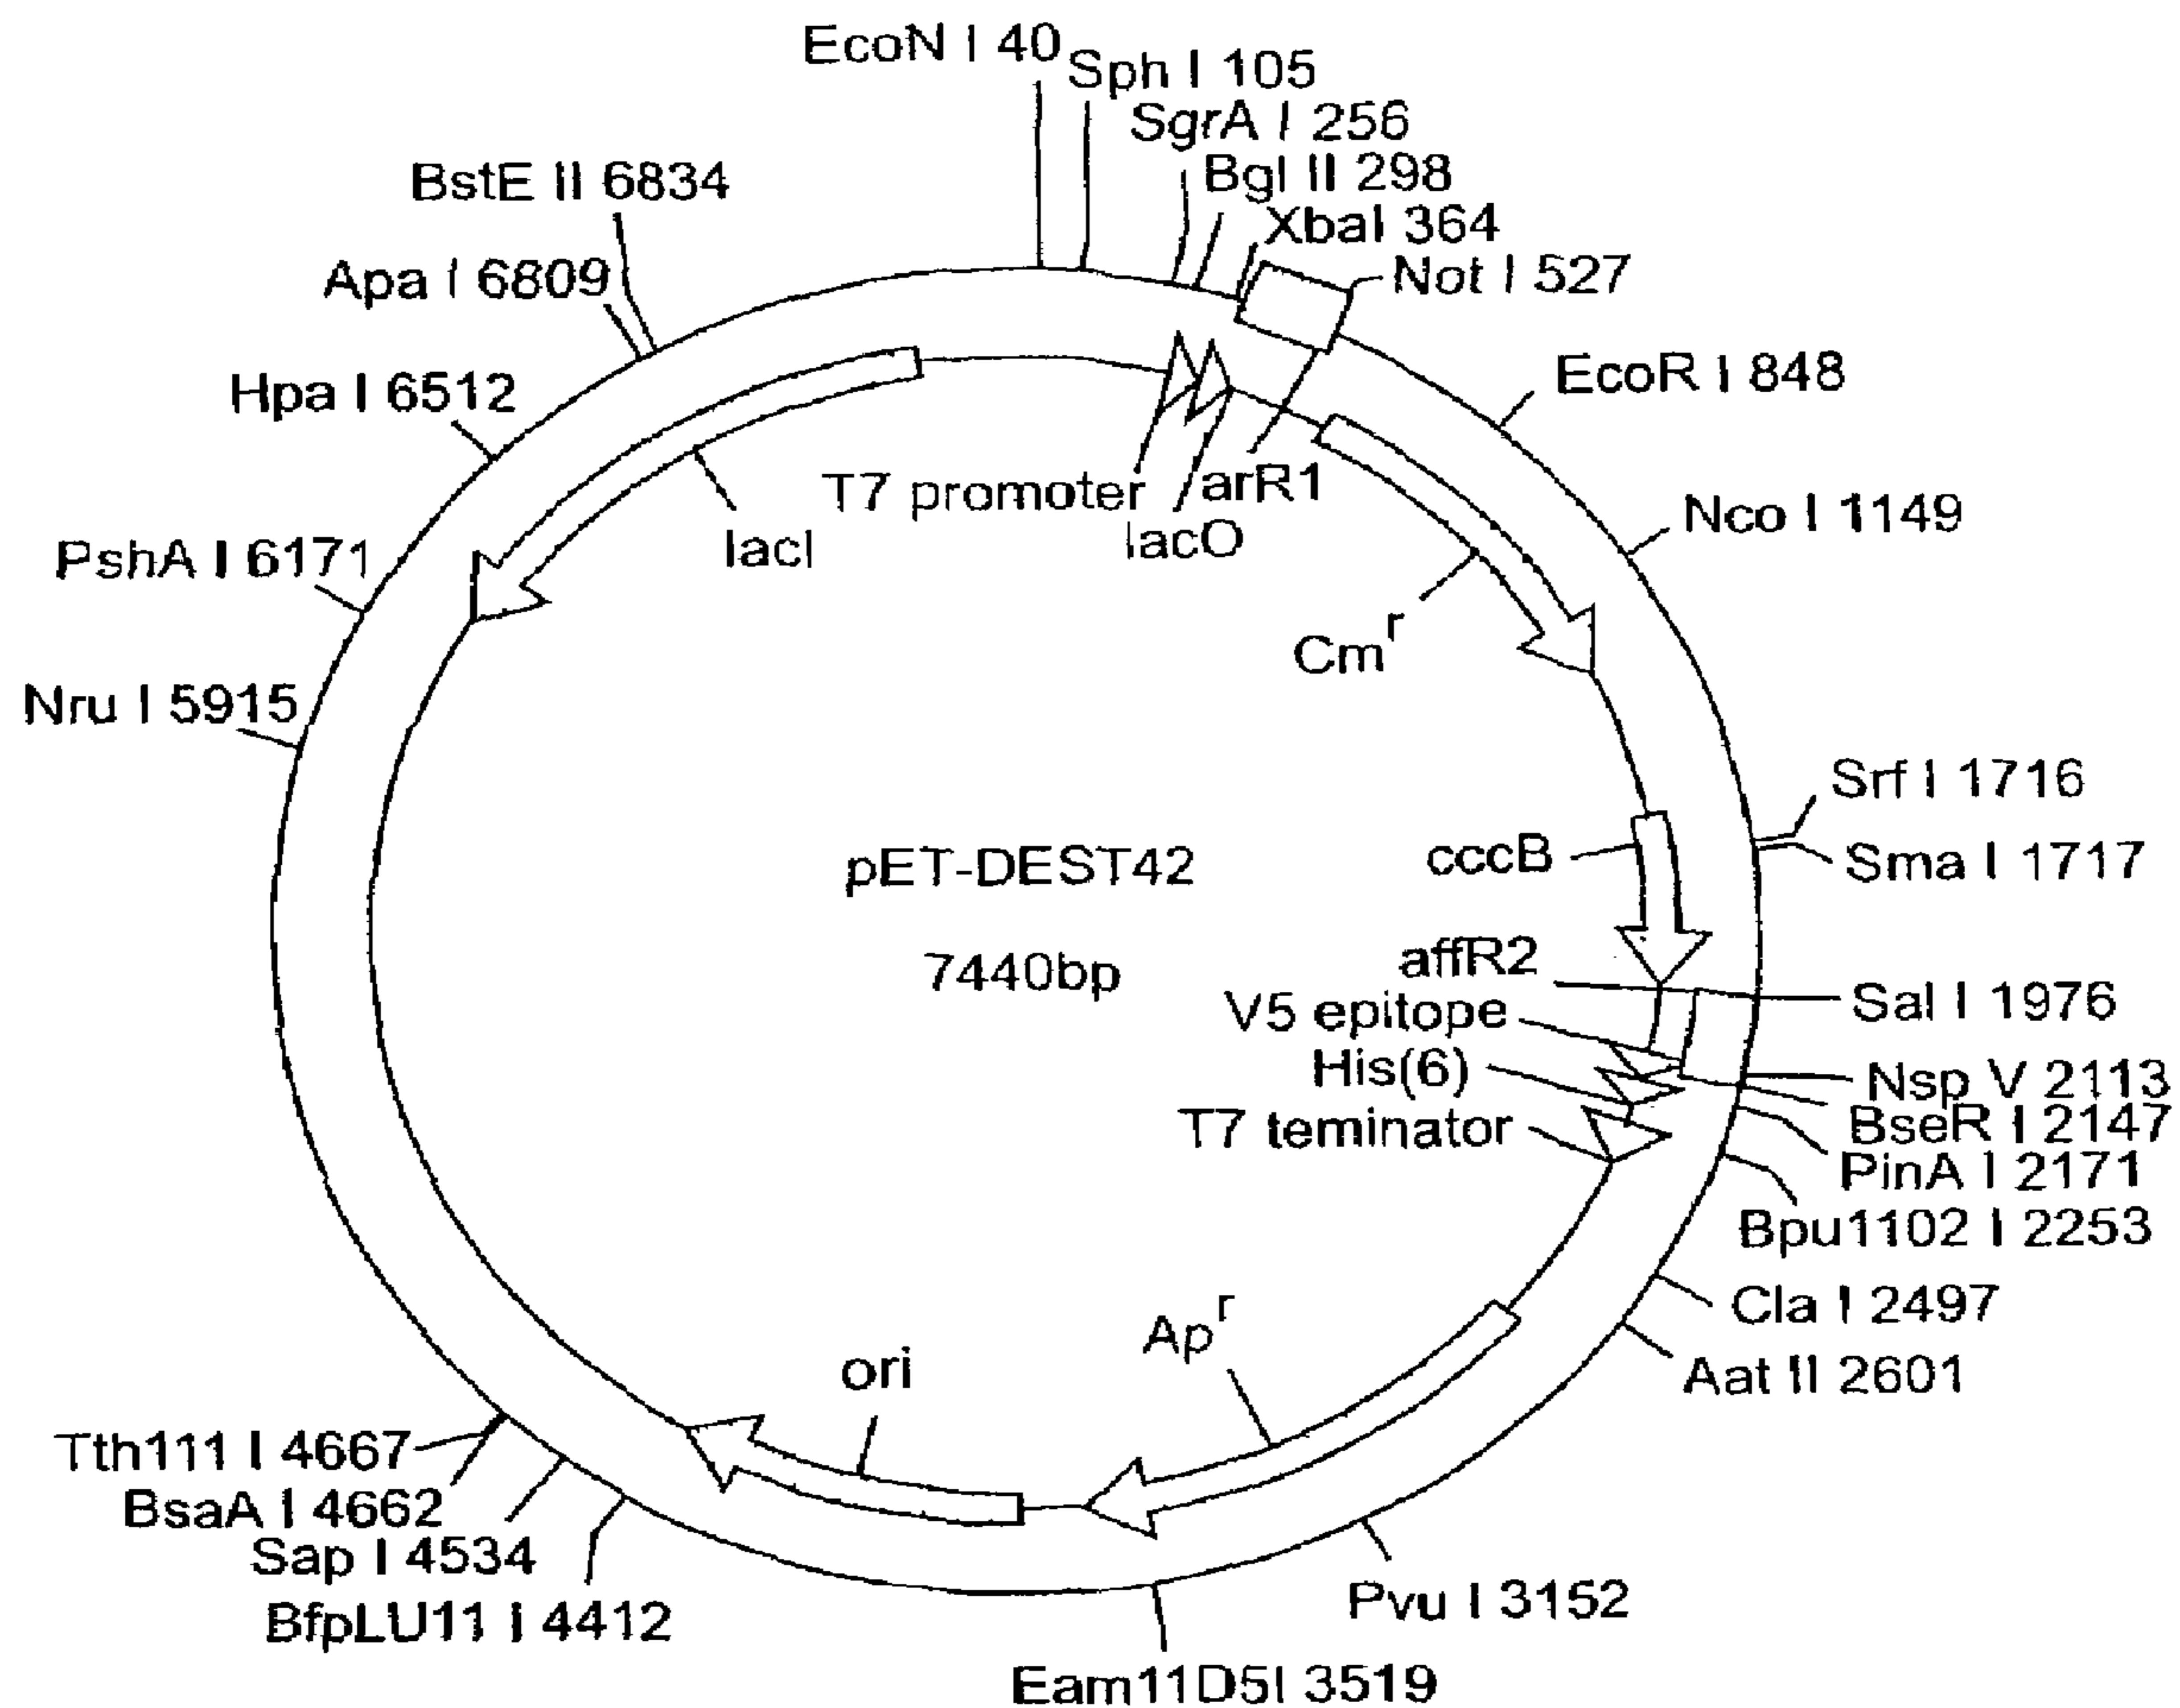 EcoN I 40
Sph I 105
SgrA I 256
Bgl II 298
XbaI 364
Not I 527
EcoR I 848
Nco I 1149
Srf I 1716
Sma I 1717
Sal I 1976
Nsp V 2113
BseR I 2147
PinA I 2171
Bpu1102 I 2253
Cla I 2497
Aat II 2601
Pvu I 3152
Eam11D5I 3519
BfpLU11 I 4412
Sap I 4534
BsaA I 4662
Tth111 I 4667
Nru I 5915
PshA I 6171
Hpa I 6512
Apa I 6809
BstE II 6834
lacI
T7 promoter
lacO
arR1
Cm r
cccB
affR2
V5 epitope
His(6)
T7 teminator
Ap r
ori
pET-DEST42
7440bp